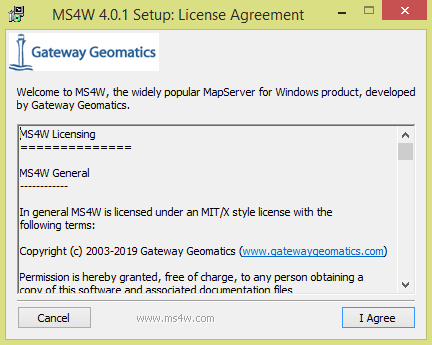 MS4W 4.0.1 Setup: License Agreement
Gateway Geomatics
Welcome to MS4W, the widely popular MapServer for Windows product, developed
by Gateway Geomatics.
MS4W Licensing
==============
MS4W General
------------
In general MS4W is licensed under an MIT/X style license with the
following terms:
Copyright (c) 2003-2019 Gateway Geomatics (www.gatewaygeomatics.com)
Permission is hereby granted, free of charge, to any person obtaining a
copy of this software and associated documentation files
Cancel
www.ms4w.com
I Agree